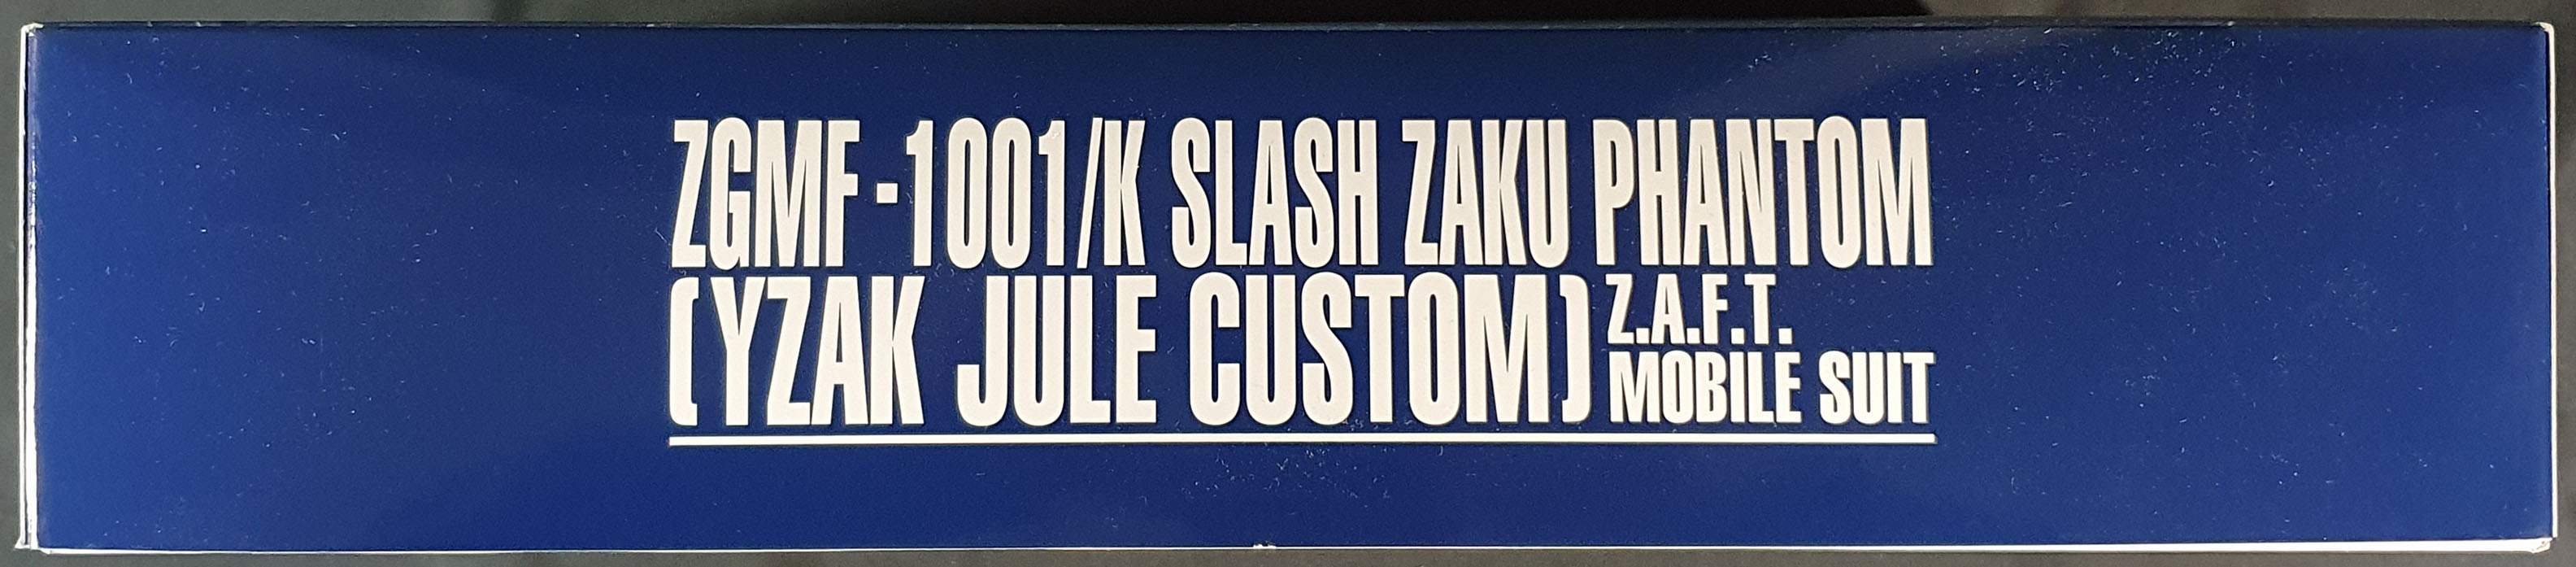 ZGMF-1001/K SLASH ZAKU PHANTOM
(YZAK JULE CUSTOM)
Z.A.F.T.
MOBILE SUIT